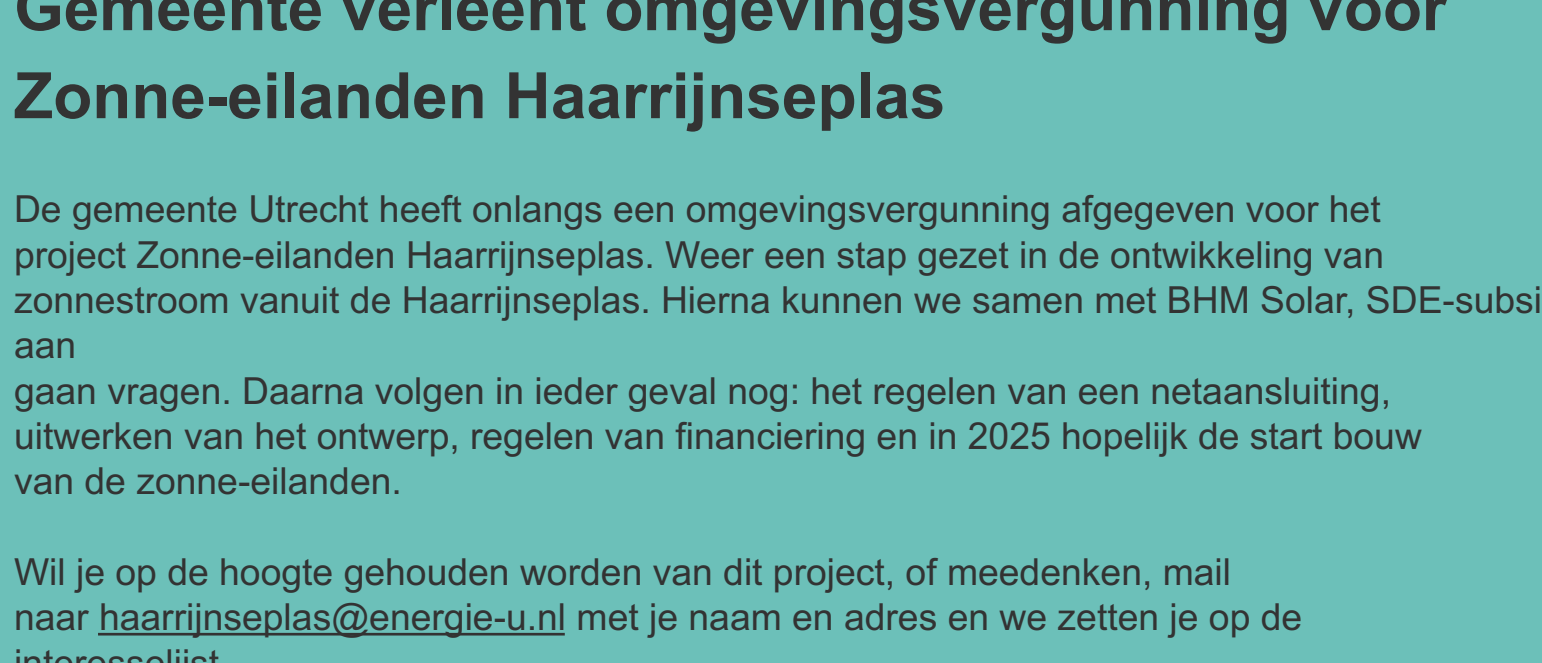 Gemeente verleent omgevingsvergunning voor
Zonne-eilanden Haarrijnseplas
De gemeente Utrecht heeft onlangs een omgevingsvergunning afgegeven voor het
project Zonne-eilanden Haarrijnseplas. Weer een stap gezet in de ontwikkeling van
zonnestroom vanuit de Haarrijnseplas. Hierna kunnen we samen met BHM Solar, SDE-subsi
aan
gaan vragen. Daarna volgen in ieder geval nog: het regelen van een netaansluiting,
uitwerken van het ontwerp, regelen van financiering en in 2025 hopelijk de start bouw
van de zonne-eilanden.
Wil je op de hoogte gehouden worden van dit project, of meedenken, mail
naar haarrijnseplas@energie-u.nl met je naam en adres en we zetten je op de
interesselijst